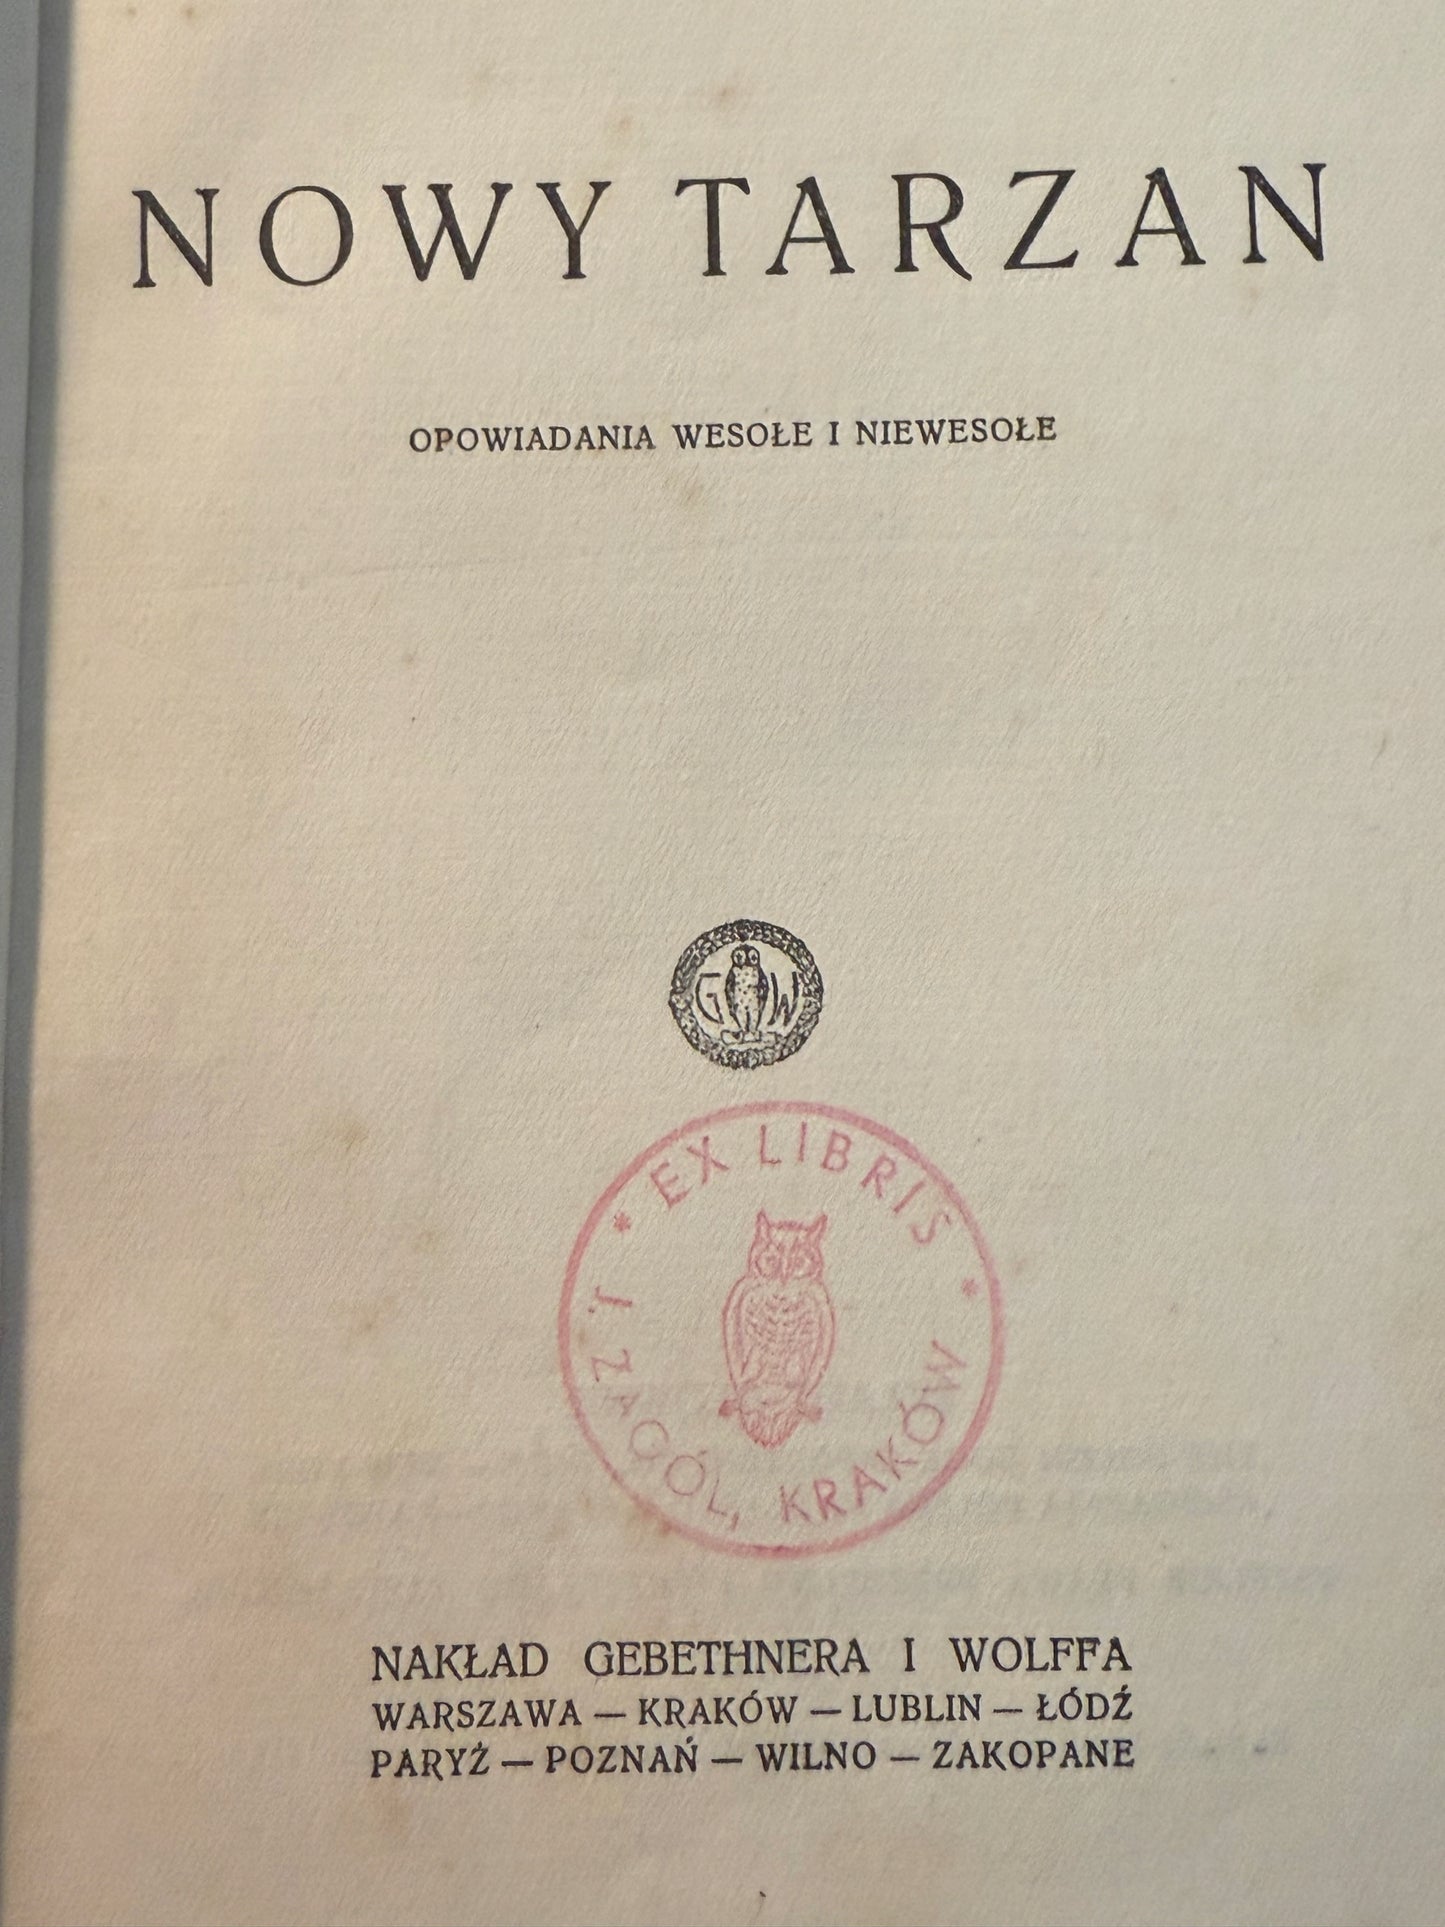 NOWY TARZAN
OPOWIADANIA WESOŁE I NIEWESOŁE
G W
* EX LIBRIS *
J. ZAGÓL, KRAKÓW
NAKŁAD GEBETHNERA I WOLFFA
WARSZAWA — KRAKÓW — LUBLIN — ŁÓDŹ
PARYŻ — POZNAŃ — WILNO — ZAKOPANE